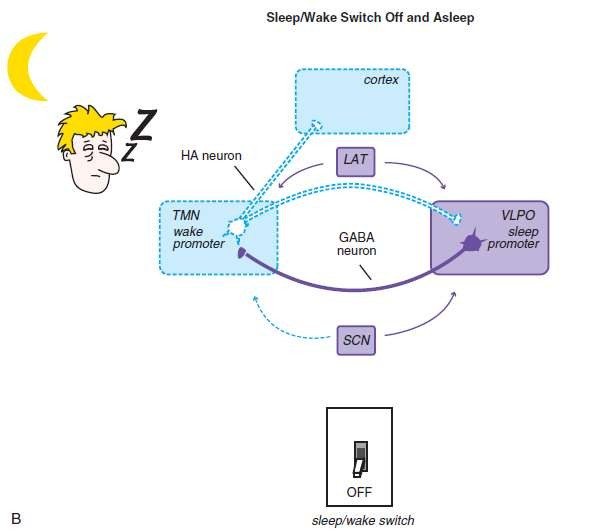 Sleep/Wake Switch Off and Asleep
cortex
Z
Z
HA neuron
LAT
TMN
wake
promoter
VLPO
sleep
promoter
GABA
neuron
SCN
OFF
B
sleep/wake switch